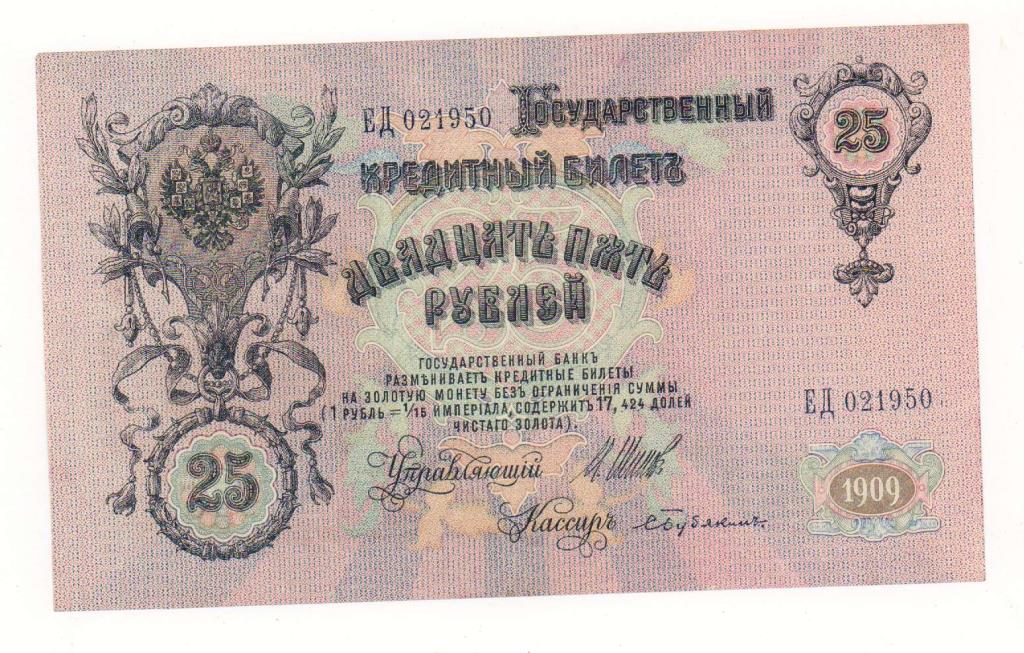 ЕД 021950 Государственный
Кредитный Билетъ
25
Двадцать пѧть
рублей
Государственный банкъ
размѣниваетъ кредитные билеты
на золотую монету безъ ограниченія суммы
(1 рубль = 1/15 имперіала, содержитъ 17,424 долей
чистаго золота).
ЕД 021950
25
Управляющій
1909
Кассиръ